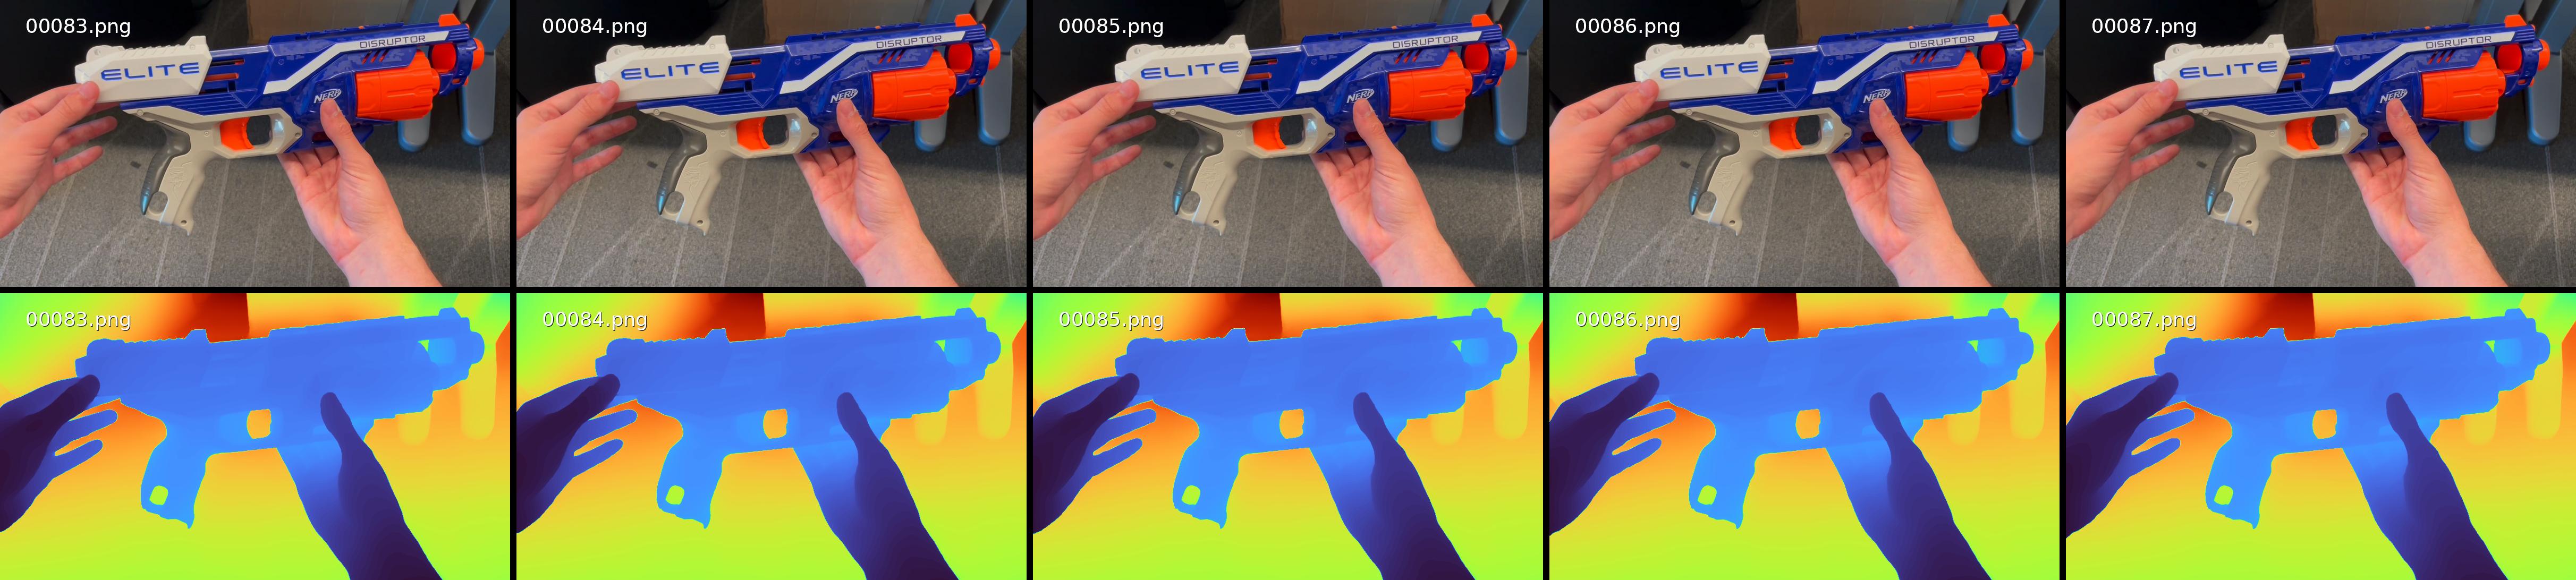 00083.png
DISRUPTOR
ELITE
NERF
00084.png
DISRUPTOR
ELITE
NERF
00085.png
DISRUPTOR
ELITE
NERF
00086.png
DISRUPTOR
ELITE
NERF
00087.png
DISRUPTOR
ELITE
NERF
00083.png
00084.png
00085.png
00086.png
00087.png